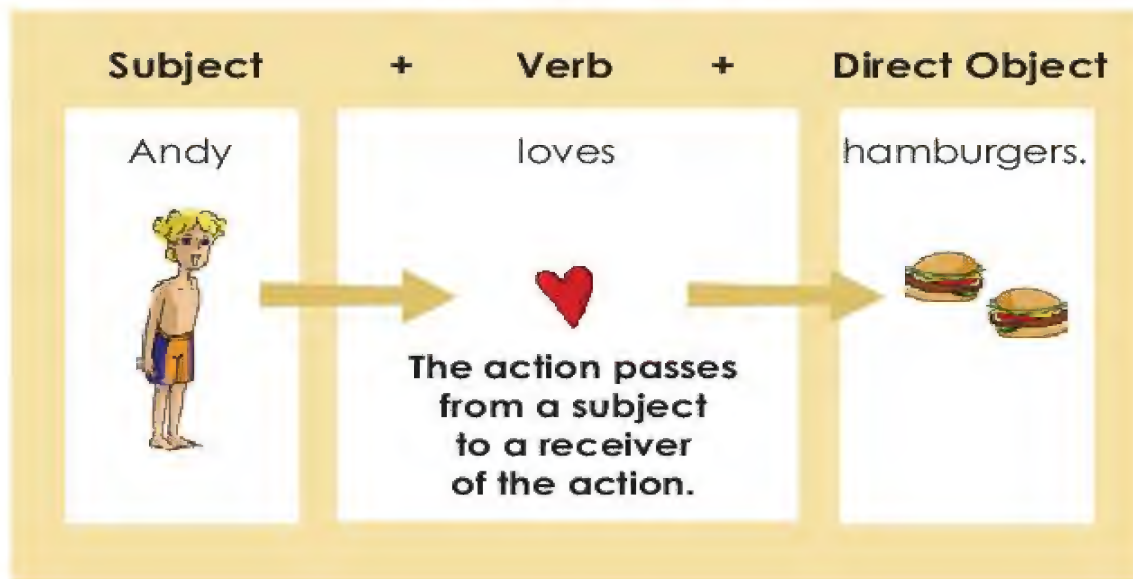 Subject + Verb + Direct Object
Andy loves hamburgers.
The action passes
from a subject
to a receiver
of the action.